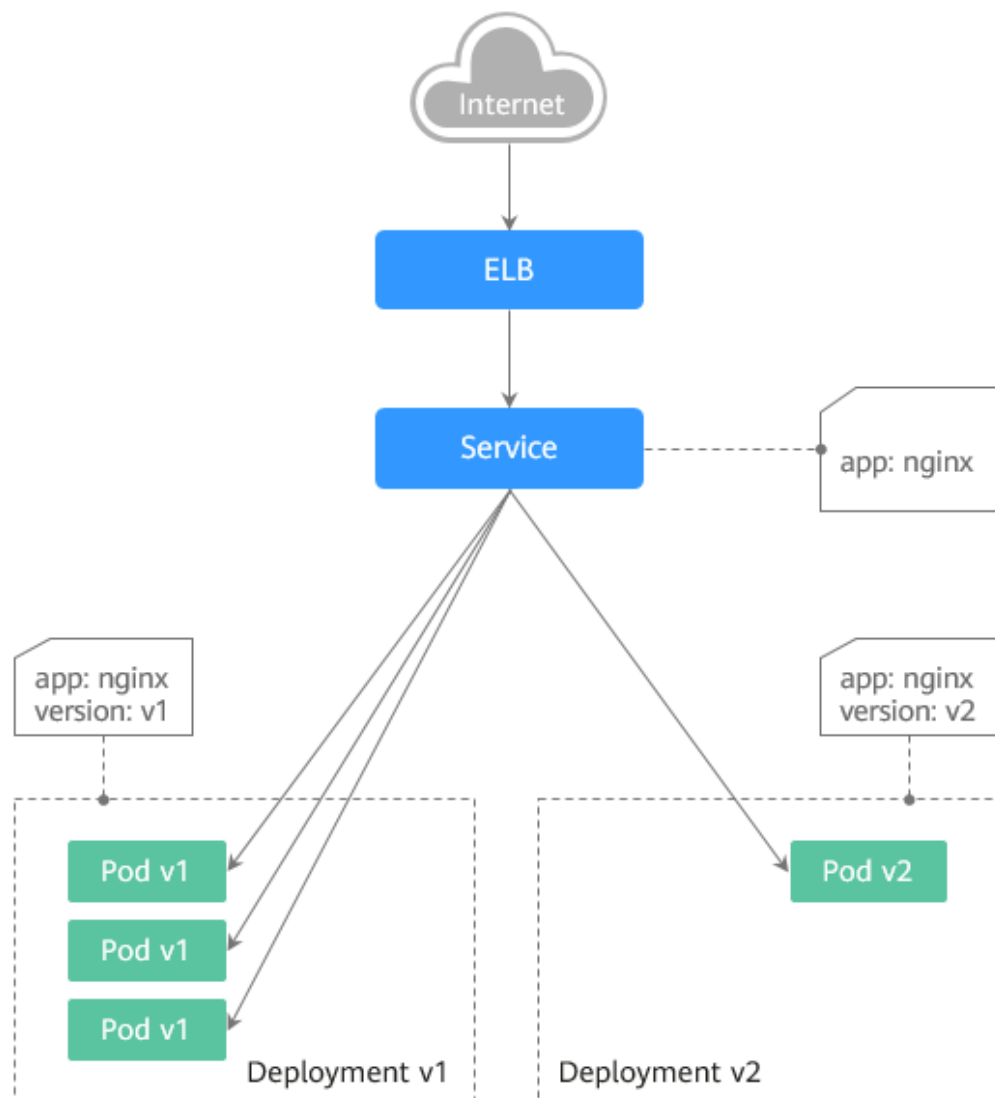 Internet
ELB
Service
app: nginx
app: nginx
version: v1
app: nginx
version: v2
Pod v1
Pod v2
Pod v1
Pod v1
Deployment v1
Deployment v2